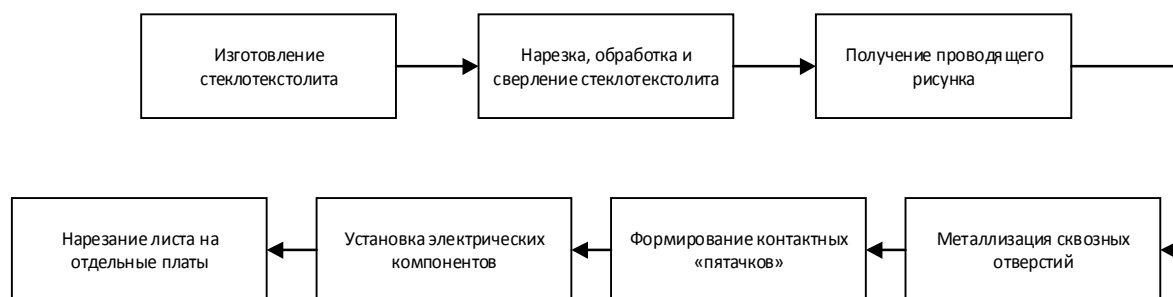 Изготовление
стеклотекстолита
Нарезка, обработка и
сверление стеклотекстолита
Получение проводящего
рисунка
Металлизация сквозных
отверстий
Формирование контактных
«пятачков»
Установка электрических
компонентов
Нарезание листа на
отдельные платы